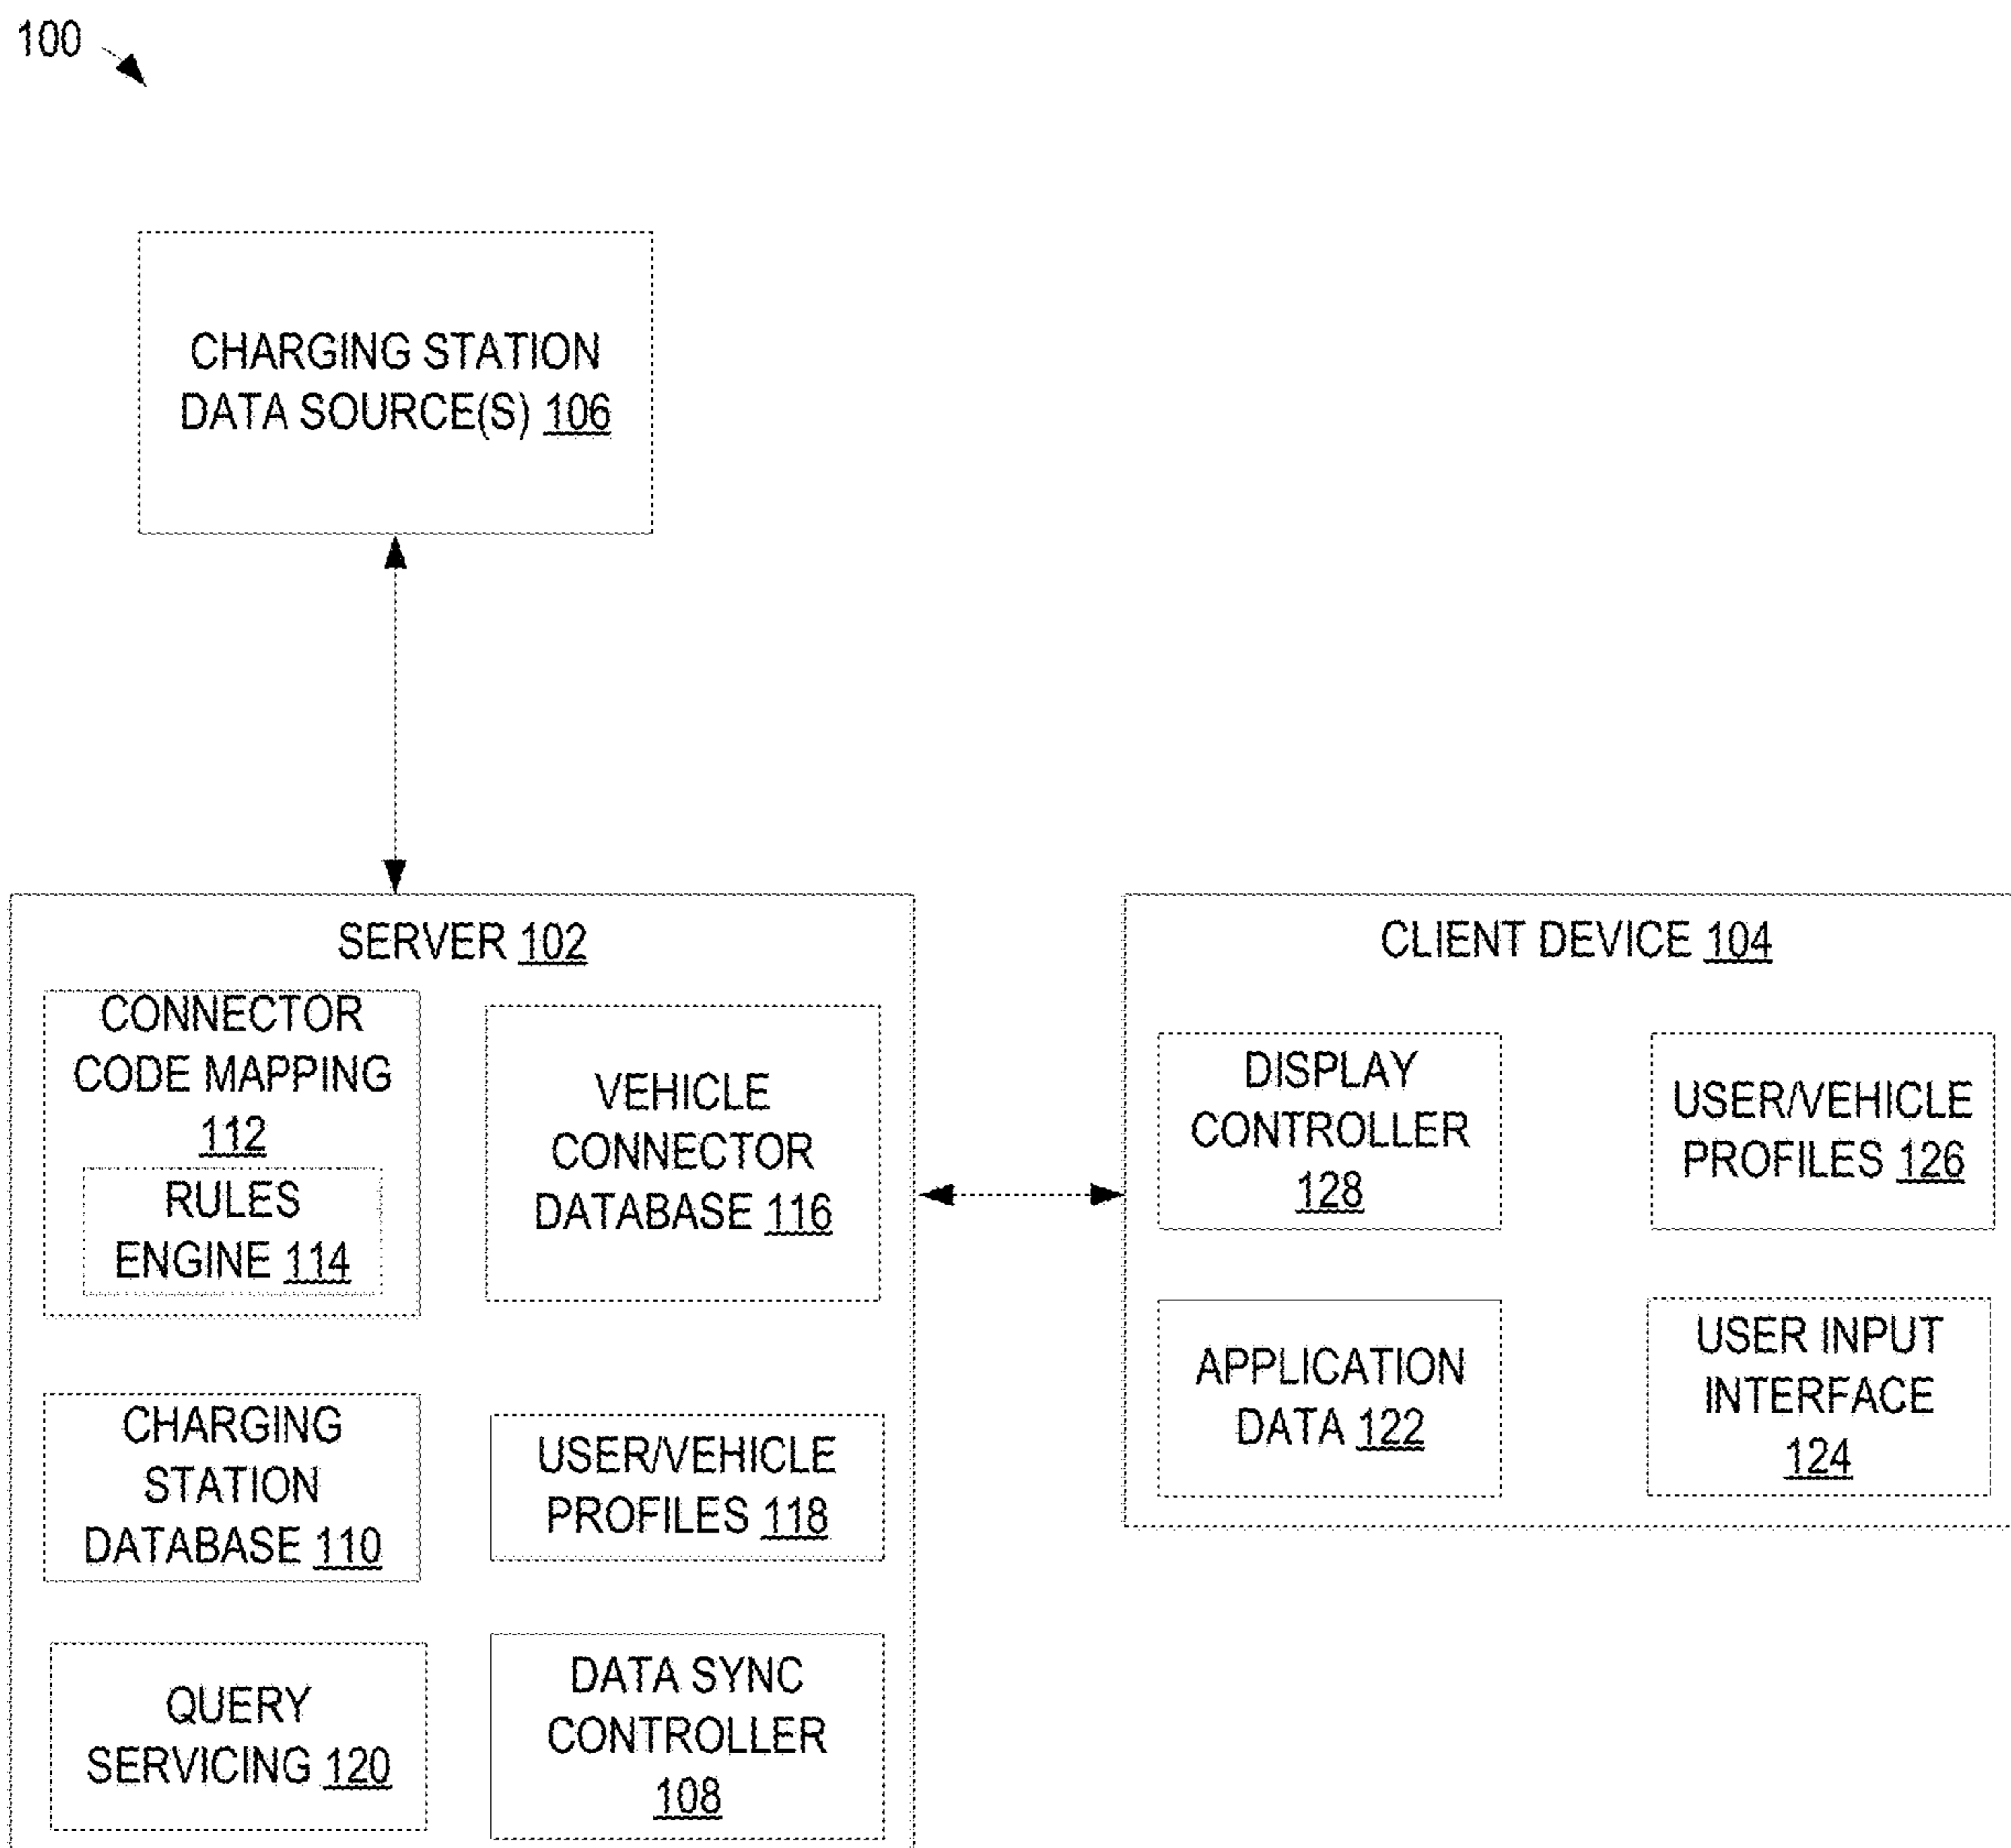 100
CHARGING STATION
DATA SOURCE(S) 106
SERVER 102
CONNECTOR
CODE MAPPING
112
RULES
ENGINE 114
VEHICLE
CONNECTOR
DATABASE 116
CHARGING
STATION
DATABASE 110
USER/VEHICLE
PROFILES 118
QUERY
SERVICING 120
DATA SYNC
CONTROLLER
108
CLIENT DEVICE 104
DISPLAY
CONTROLLER
128
USER/VEHICLE
PROFILES 126
APPLICATION
DATA 122
USER INPUT
INTERFACE
124